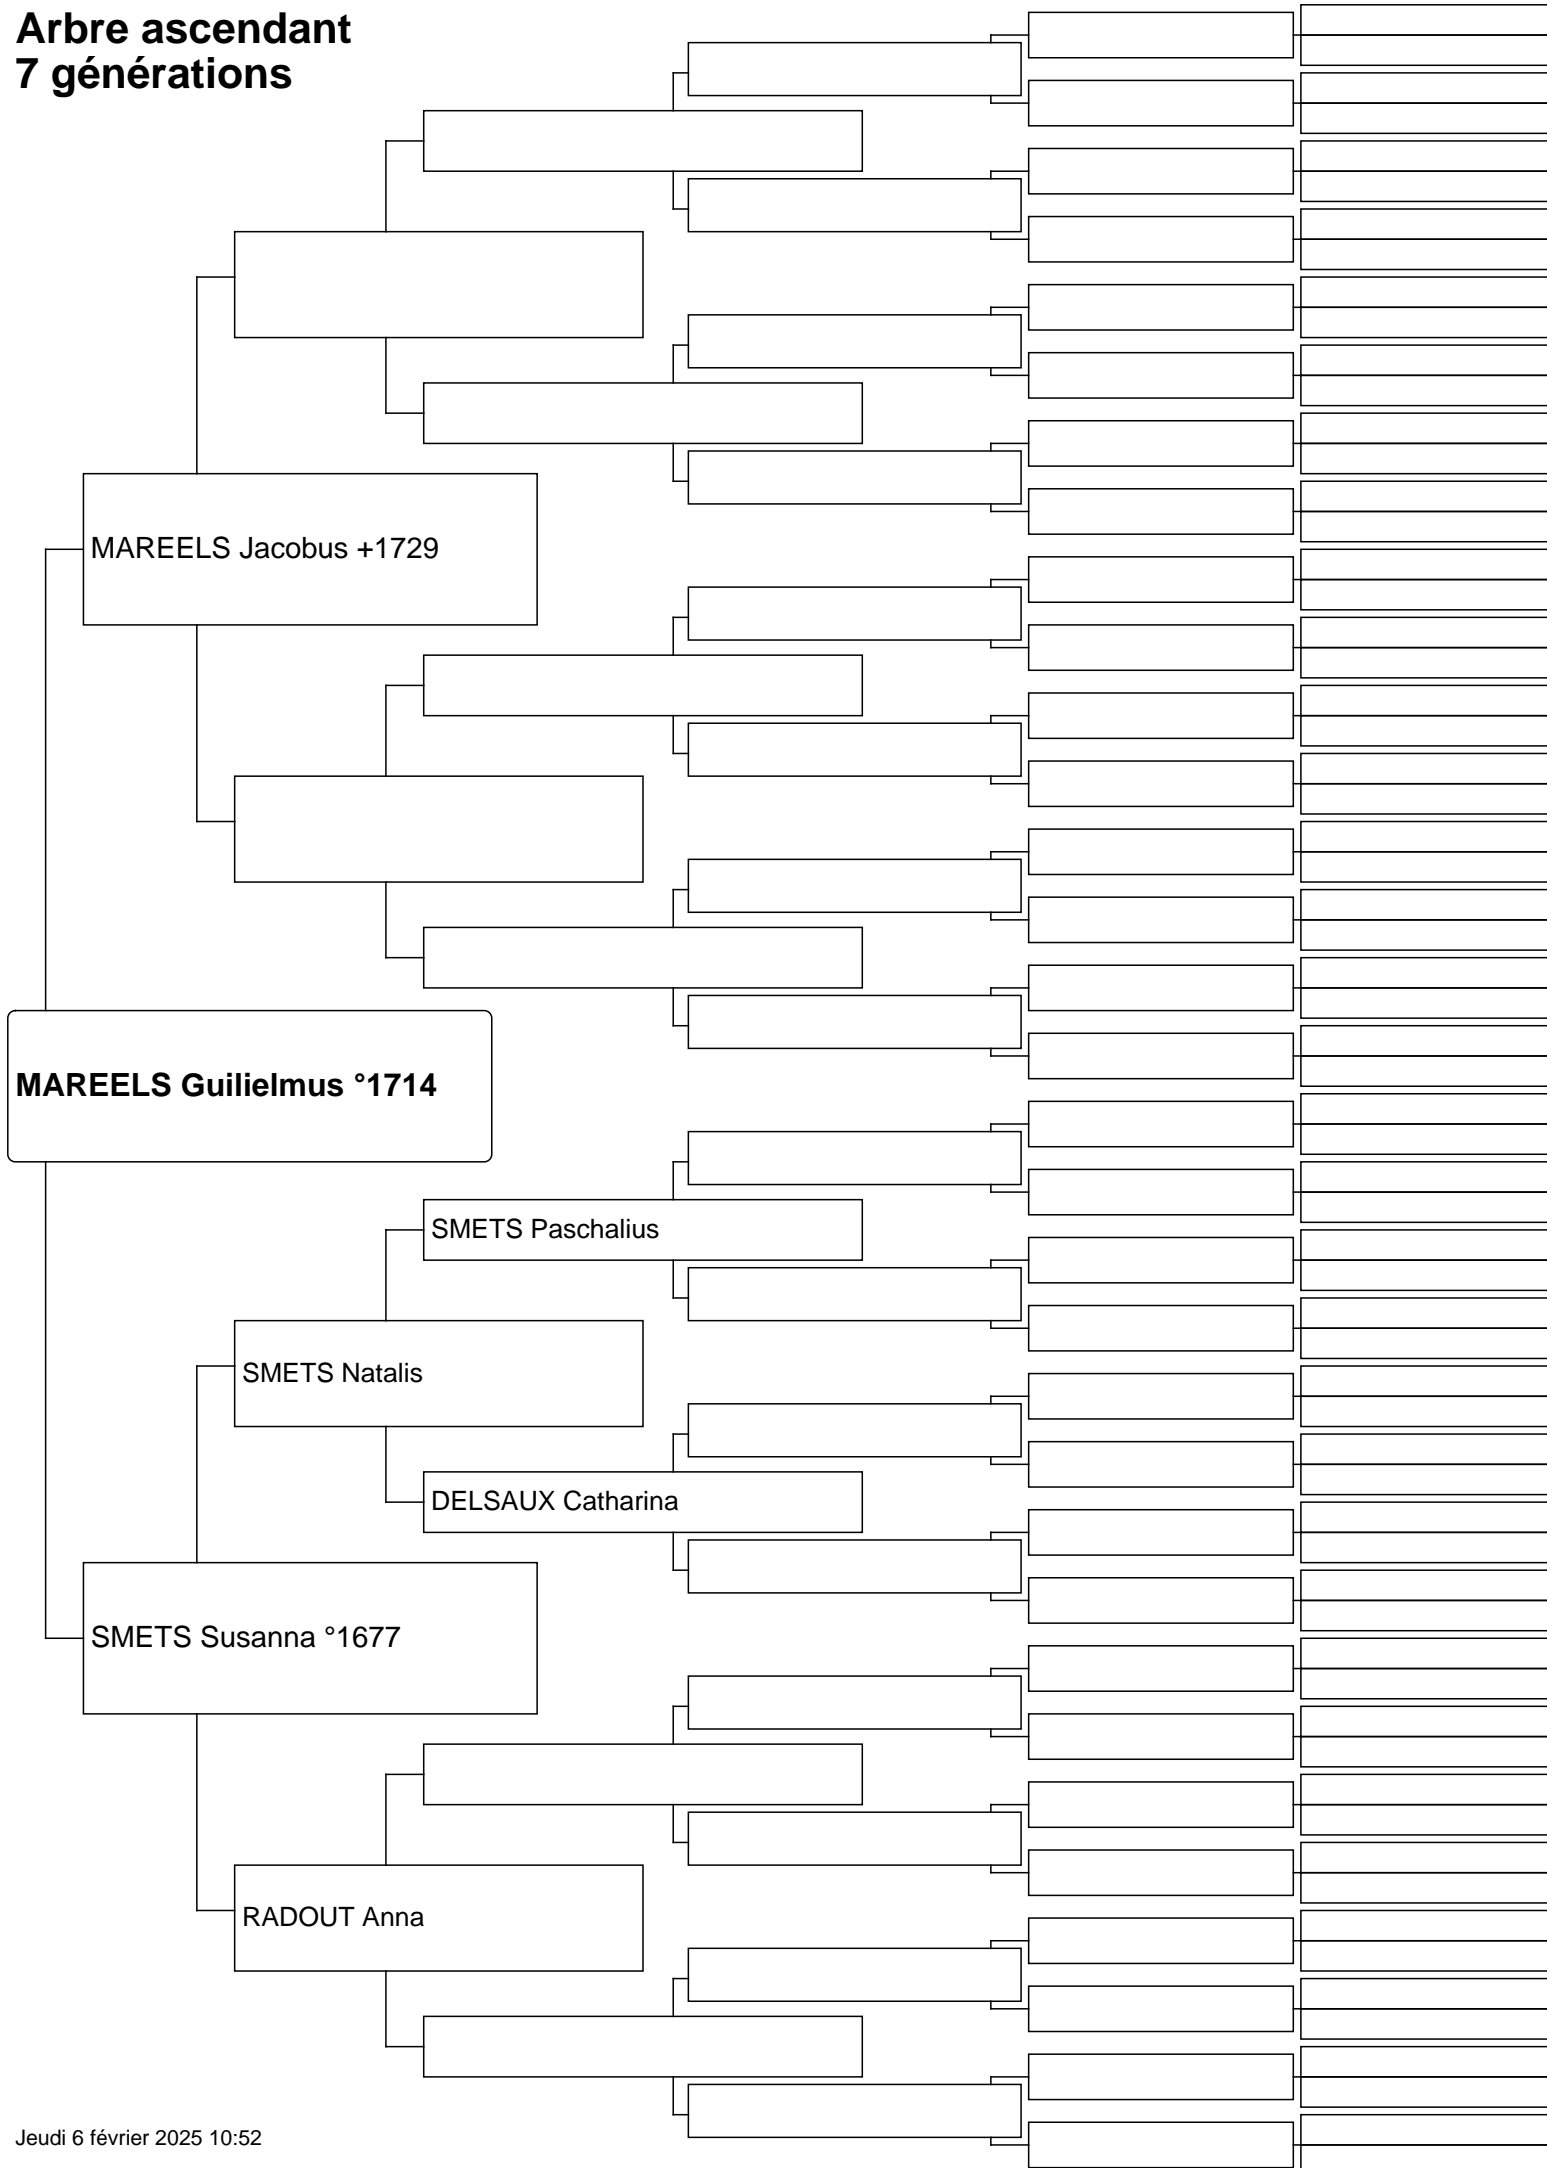 Arbre ascendant
7 générations
MAREELS Jacobus +1729
MAREELS Guilielmus °1714
SMETS Paschalius
SMETS Natalis
DELSAUX Catharina
SMETS Susanna °1677
RADOUT Anna
Jeudi 6 février 2025 10:52